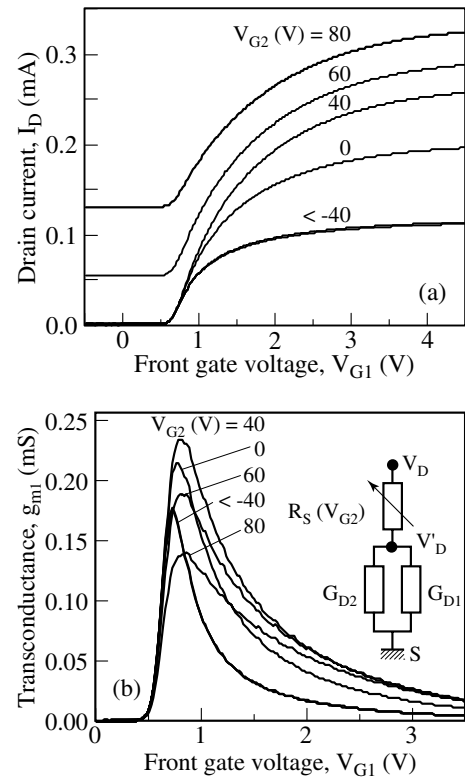 V_G2 (V) = 80
60
40
0
< -40
(a)
Drain current, I_D (mA)
0.3
0.2
0.1
0.0
0 1 2 3 4
Front gate voltage, V_G1 (V)
V_G2 (V) = 40
0
60
< -40
80
(b)
Transconductance, g_m1 (mS)
0.25
0.20
0.15
0.10
0.05
0.00
0 1 2 3
Front gate voltage, V_G1 (V)
V_D
R_S (V_G2)
V'_D
G_D2
G_D1
S